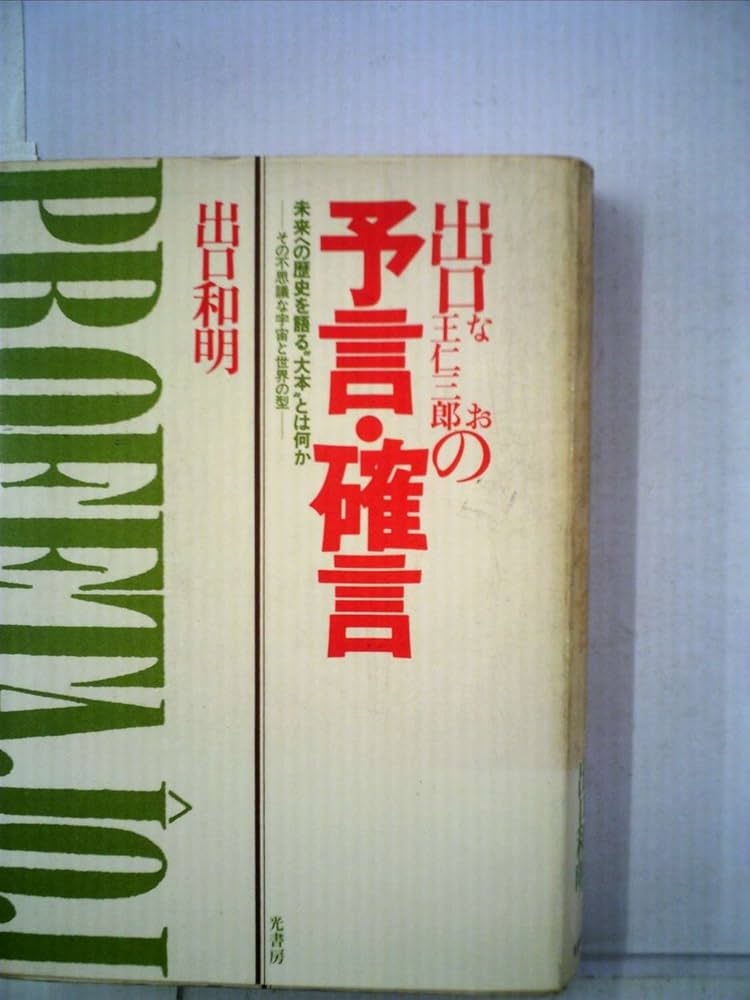 出口なお
王仁三郎の
予言・確言
未来への歴史を語る“大本”とは何か
――その不思議な宇宙と世界の型――
出口和明
PROFETAĴOJ
光書房